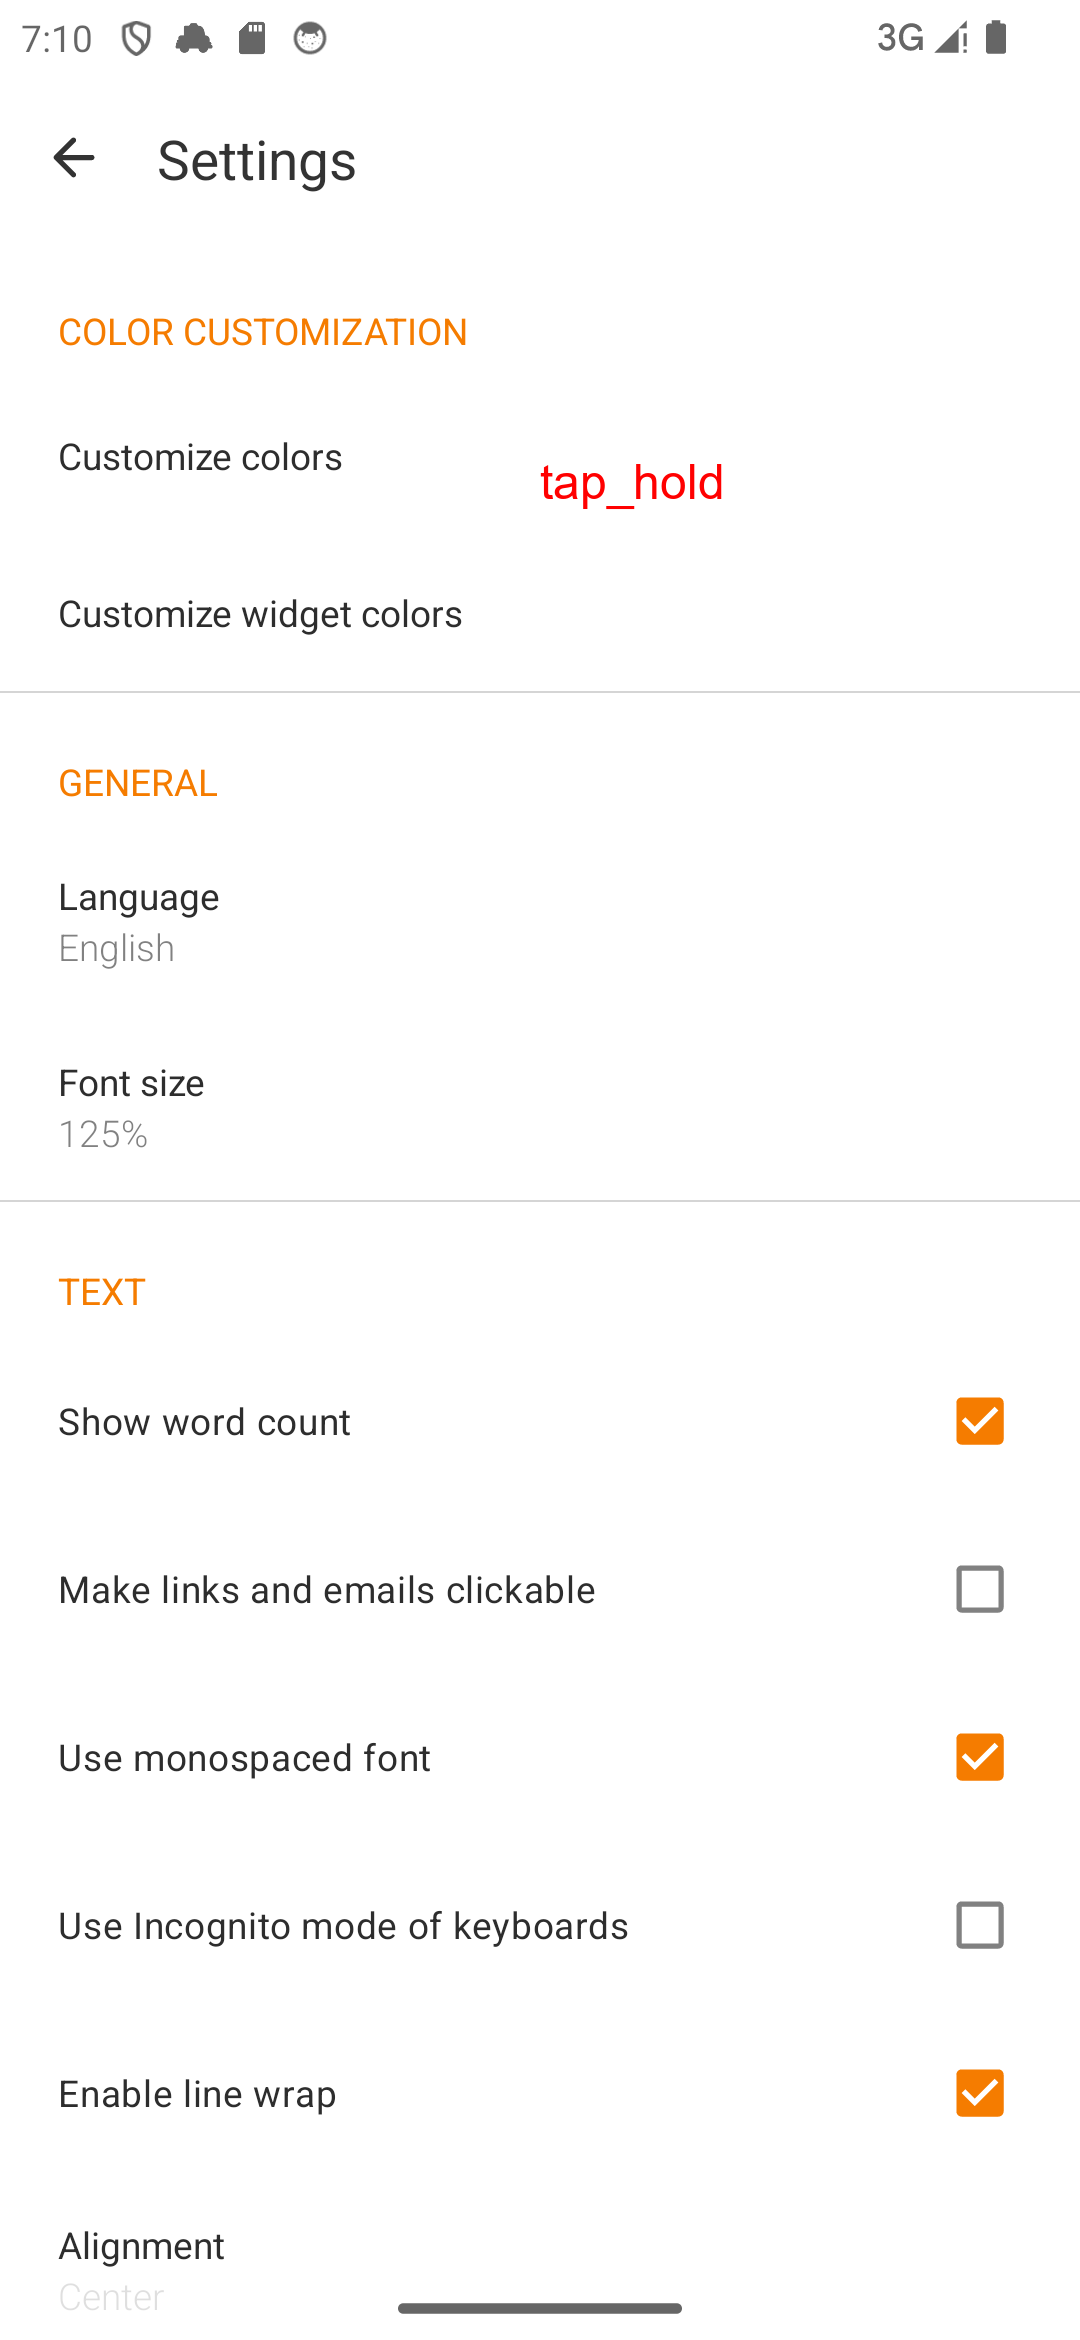 7:10 3G
Settings
COLOR CUSTOMIZATION
Customize colors
tap_hold
Customize widget colors
GENERAL
Language
English
Font size
125%
TEXT
Show word count
Make links and emails clickable
Use monospaced font
Use Incognito mode of keyboards
Enable line wrap
Alignment
Center